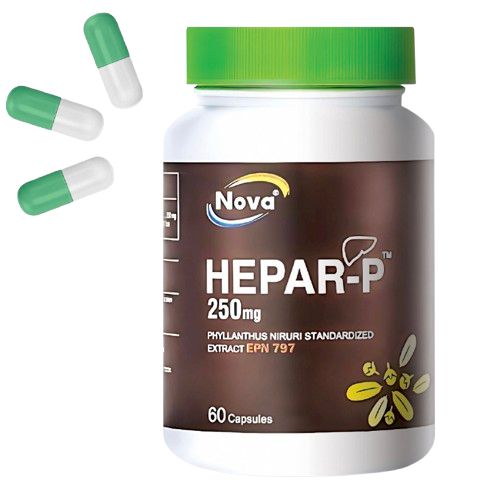 Nova©
HEPAR-P™
250mg
PHYLLANTHUS NIRURI STANDARDIZED
EXTRACT EPN 797
60 Capsules